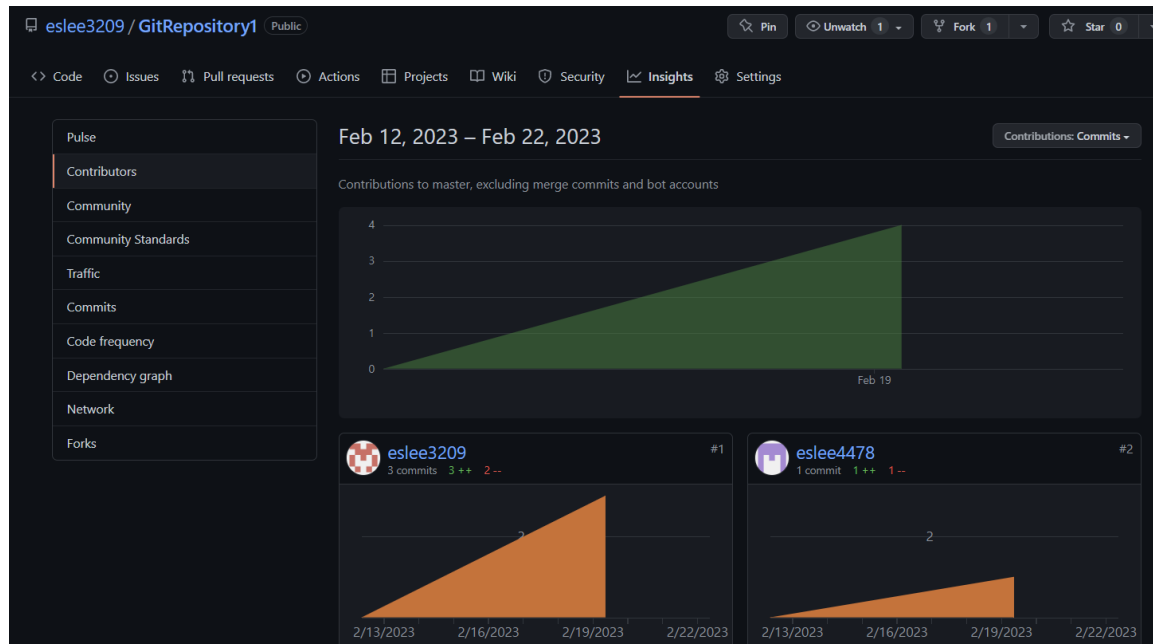 eslee3209 / GitRepository1 Public
Pin Unwatch 1 Fork 1 Star 0
<> Code Issues Pull requests Actions Projects Wiki Security Insights Settings
Pulse
Contributors
Community
Community Standards
Traffic
Commits
Code frequency
Dependency graph
Network
Forks
Feb 12, 2023 – Feb 22, 2023
Contributions: Commits
Contributions to master, excluding merge commits and bot accounts
4
3
2
1
0
Feb 19
eslee3209 #1
3 commits 3 ++ 2 --
2
2/13/2023 2/16/2023 2/19/2023 2/22/2023
eslee4478 #2
1 commit 1 ++ 1 --
2
2/13/2023 2/16/2023 2/19/2023 2/22/2023